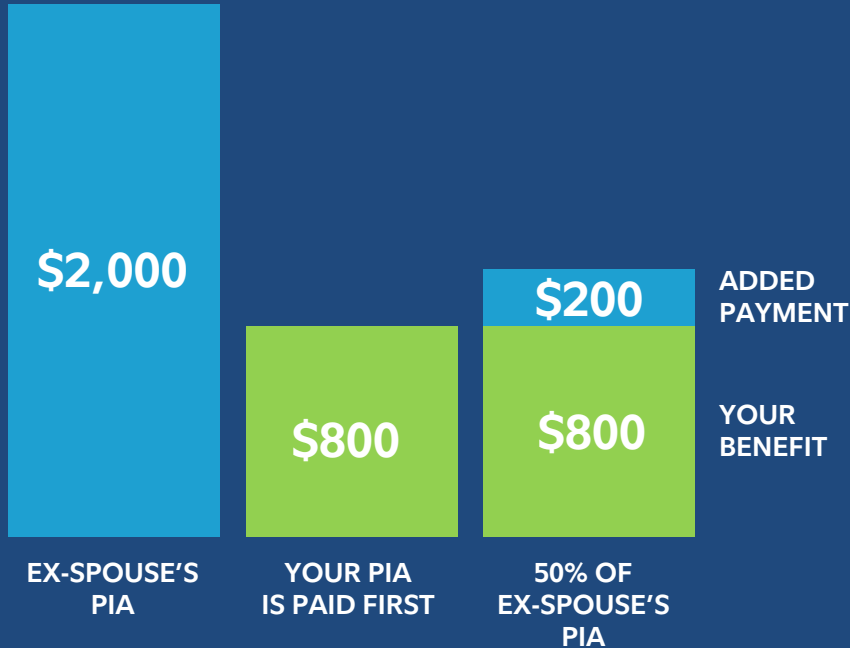 $2,000
$800
$200
$800
ADDED
PAYMENT
YOUR
BENEFIT
EX-SPOUSE’S
PIA
YOUR PIA
IS PAID FIRST
50% OF
EX-SPOUSE’S
PIA